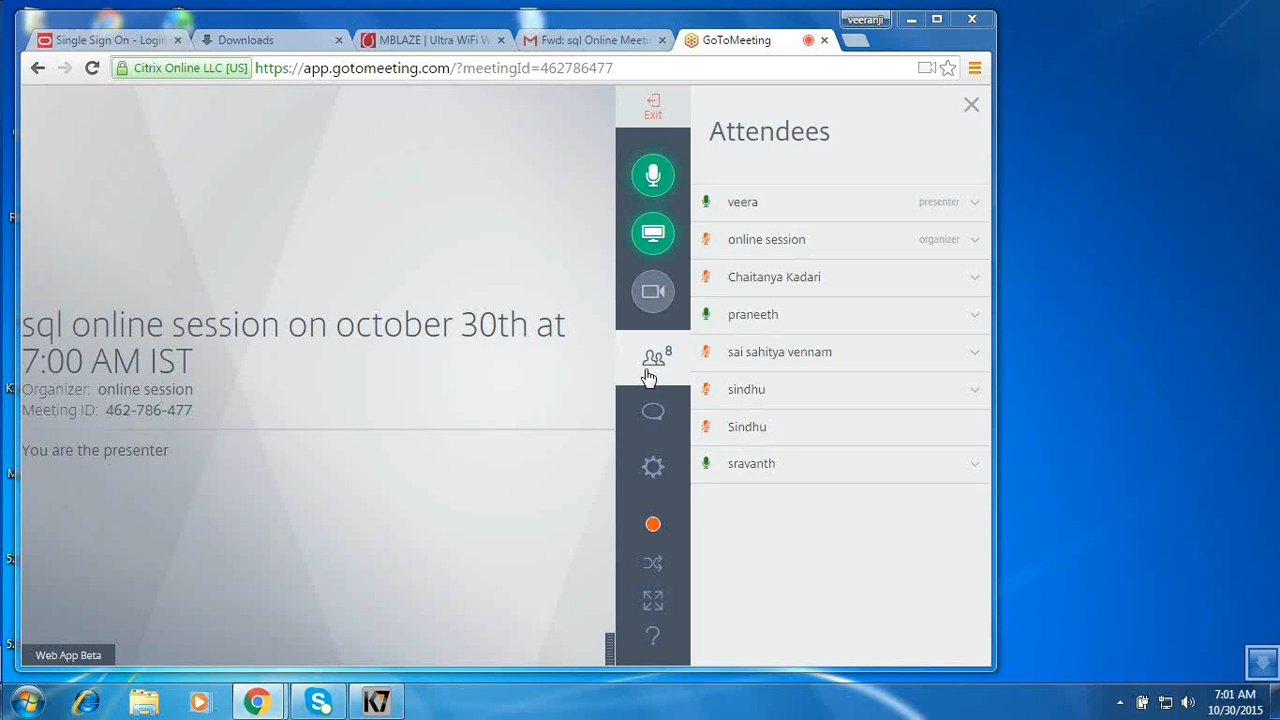 veeranji
Single Sign On - Login
Downloads
MBLAZE | Ultra WiFi W
Fwd: sql Online Meeti
GoToMeeting
Citrix Online LLC [US]
https://app.gotomeeting.com/?meetingId=462786477
Exit
Attendees
veera presenter
online session organizer
Chaitanya Kadari
praneeth
sai sahitya vennam
sindhu
Sindhu
sravanth
8
sql online session on october 30th at
7:00 AM IST
Organizer: online session
Meeting ID: 462-786-477
You are the presenter
?
Web App Beta
K7
7:01 AM
10/30/2015